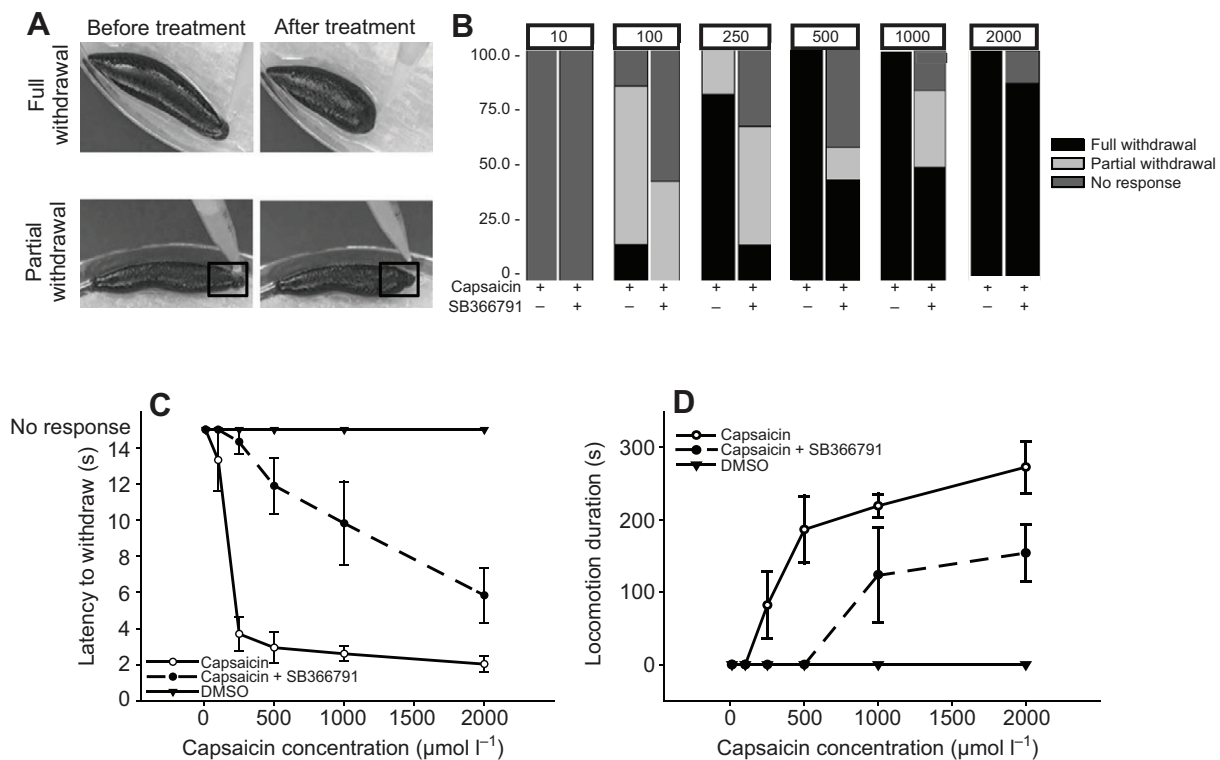 A
Before treatment
After treatment
Full
withdrawal
Partial
withdrawal
B
10
100
250
500
1000
2000
100.0 -
75.0 -
50.0 -
25.0 -
0 -
Full withdrawal
Partial withdrawal
No response
Capsaicin + + + + + + + + + + + +
SB366791 – + – + – + – + – + – +
C
No response
14
12
10
8
6
4
2
0
Latency to withdraw (s)
Capsaicin
Capsaicin + SB366791
DMSO
0 500 1000 1500 2000
Capsaicin concentration (µmol l–1)
D
Capsaicin
Capsaicin + SB366791
DMSO
300
200
100
0
Locomotion duration (s)
0 500 1000 1500 2000
Capsaicin concentration (µmol l–1)